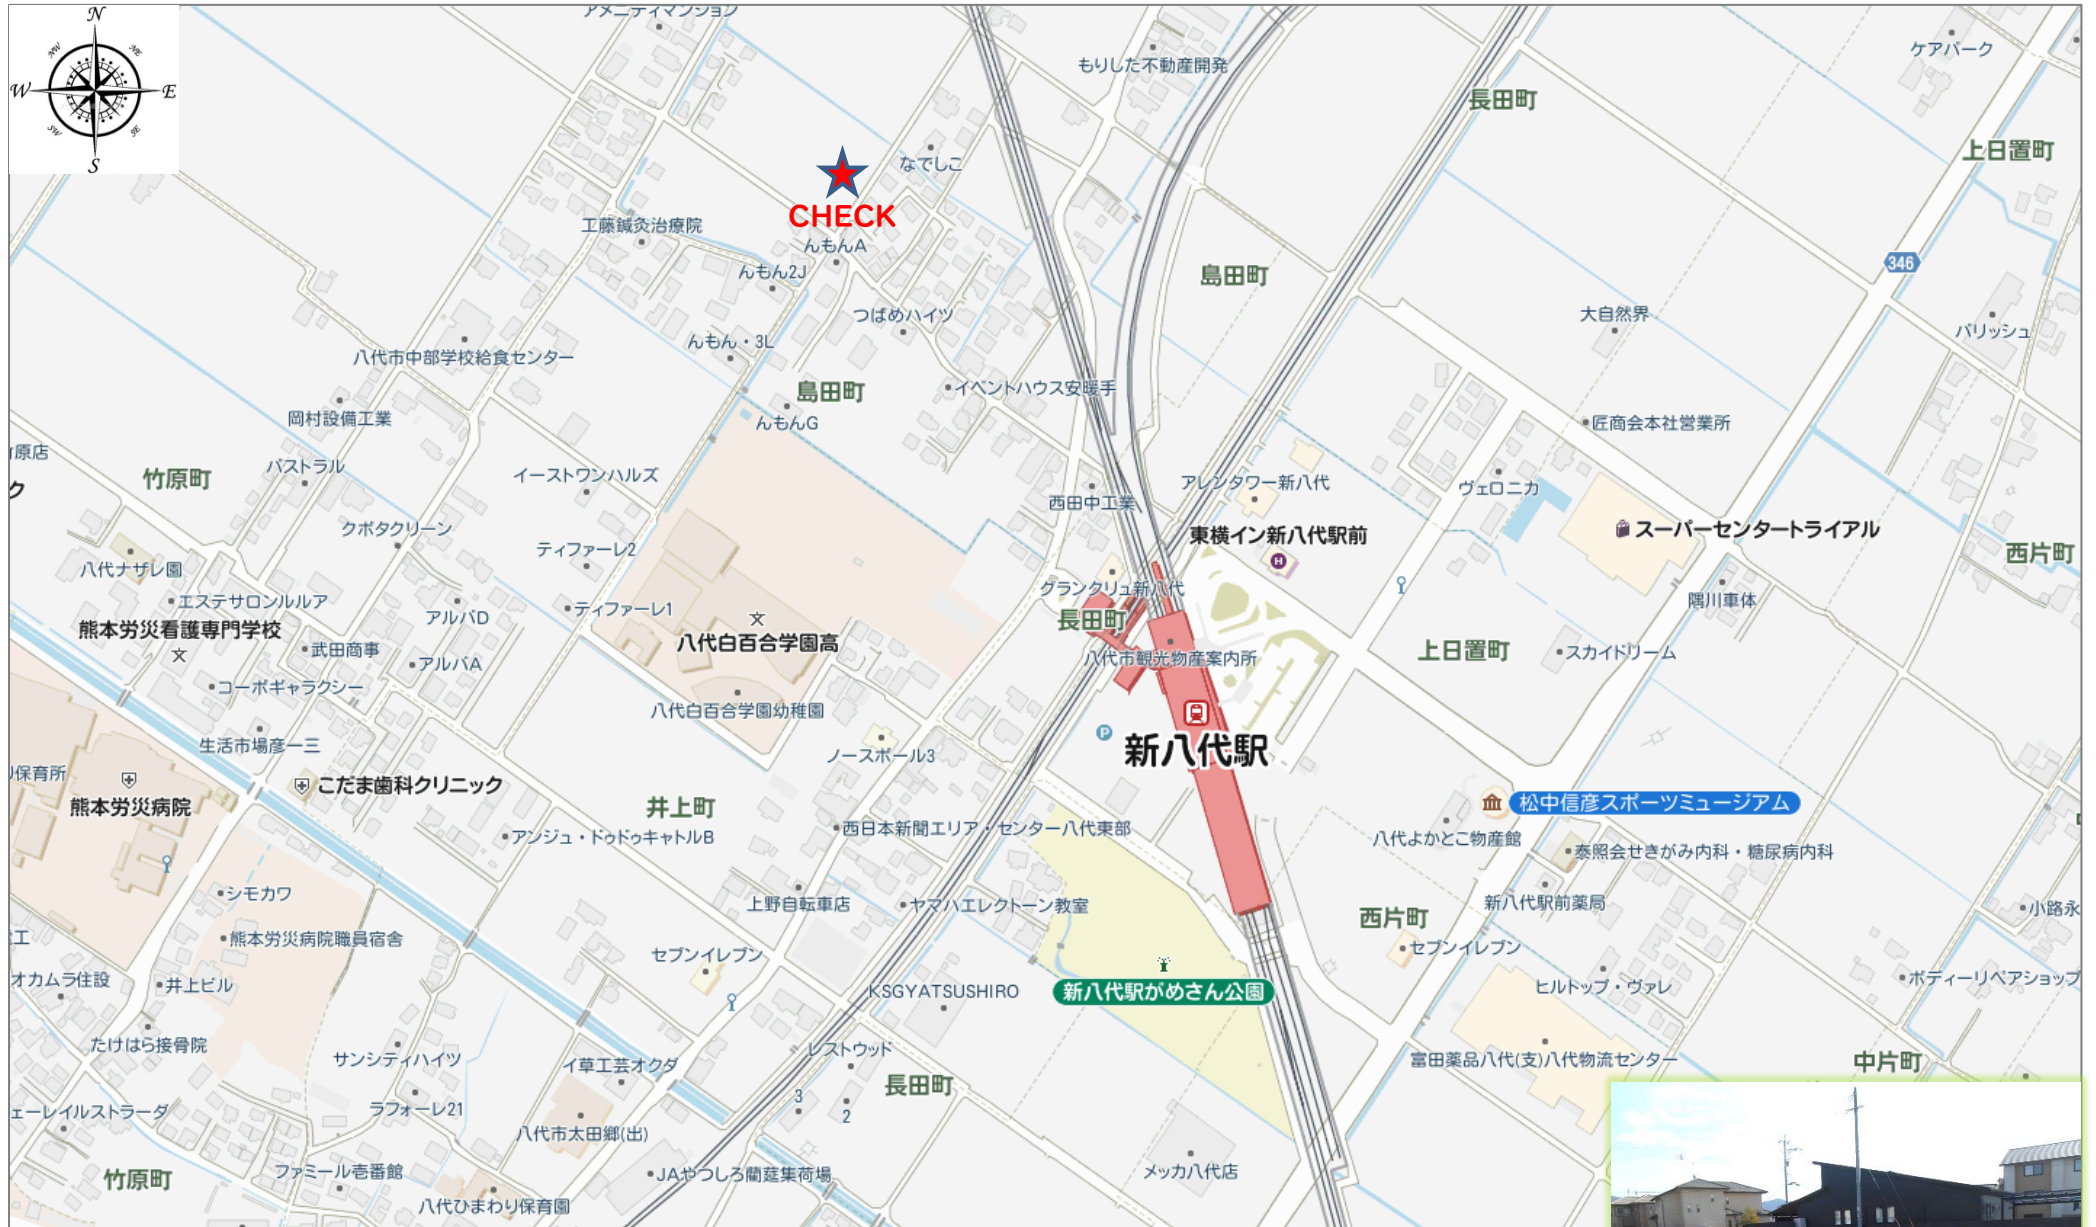 N
NW
NE
W
E
SW
SE
S
アメニティマンション
もりした不動産開発
ケアパーク
長田町
上日置町
なでしこ
CHECK
工藤鍼灸治療院
んもんA
んもん2J
島田町
346
つばめハイツ
大自然界
パリッシュ
んもん・3L
八代市中部学校給食センター
島田町
イベントハウス安暖手
岡村設備工業
んもんG
匠商会本社営業所
原店
パストラル
竹原町
イーストワンハルズ
アレンタワー新八代
ヴェロニカ
ク
西田中工業
クボタクリーン
東横イン新八代駅前
H
スーパーセンタートライアル
ティファーレ2
西片町
八代ナザレ園
グランクリュ新八代
エステサロンルルア
ティファーレ1
アルバD
長田町
隅川車体
熊本労災看護専門学校
文
文
八代白百合学園高
武田商事
アルバA
八代市観光物産案内所
上日置町
スカイドリーム
コーポギャラクシー
八代白百合学園幼稚園
P
新八代駅
生活市場彦一三
ノースポール3
リ保育所
こだま歯科クリニック
熊本労災病院
井上町
松中信彦スポーツミュージアム
アンジュ・ドゥドゥキャトルB
西日本新聞エリア・センター八代東部
八代よかとこ物産館
泰照会せきがみ内科・糖尿病内科
シモカワ
上野自転車店
ヤマハエレクトーン教室
新八代駅前薬局
西片町
小路永
工
熊本労災病院職員宿舎
セブンイレブン
セブンイレブン
オカムラ住設
井上ビル
KSGYATSUSHIRO
新八代駅がめさん公園
ヒルトップ・ヴァレ
ボディーリペアショップ
たけはら接骨院
サンシティハイツ
イ草工芸オクダ
レストウッド
富田薬品八代(支)八代物流センター
中片町
長田町
3
2
ェーレイルストラーダ
ラフォーレ21
八代市太田郷(出)
竹原町
ファミール壱番館
JAやつしろ藺莚集荷場
メッカ八代店
八代ひまわり保育園